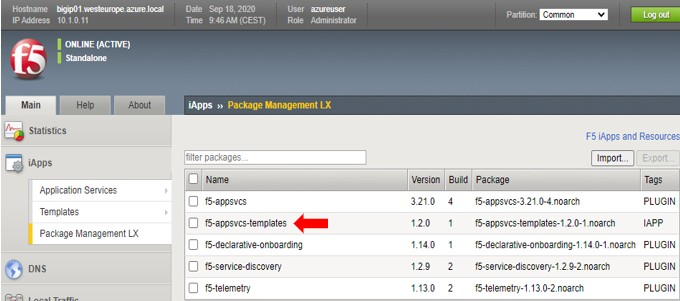 Hostname bigip01.westeurope.azure.local Date Sep 18, 2020 User azureuser
IP Address 10.1.0.11 Time 9:46 AM (CEST) Role Administrator
Partition: Common Log out
f5
ONLINE (ACTIVE)
Standalone
Main Help About
iApps » Package Management LX
Statistics
iApps
Application Services
Templates
Package Management LX
DNS
Local Traffic
F5 iApps and Resources
filter packages... Import... Export...
Name Version Build Package Tags
f5-appsvcs 3.21.0 4 f5-appsvcs-3.21.0-4.noarch PLUGIN
f5-appsvcs-templates 1.2.0 1 f5-appsvcs-templates-1.2.0-1.noarch IAPP
f5-declarative-onboarding 1.14.0 1 f5-declarative-onboarding-1.14.0-1.noarch PLUGIN
f5-service-discovery 1.2.9 2 f5-service-discovery-1.2.9-2.noarch PLUGIN
f5-telemetry 1.13.0 2 f5-telemetry-1.13.0-2.noarch PLUGIN